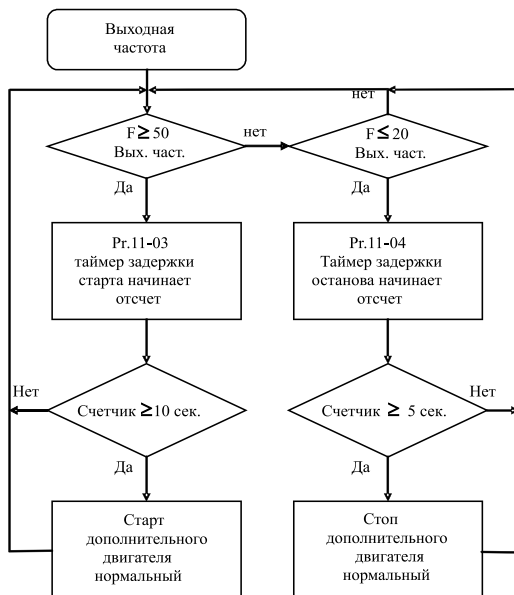 Выходная
частота
нет
F≥50
Вых. част.
нет
F≤20
Вых. част.
Да
Да
Pr.11-03
таймер задержки
старта начинает
отсчет
Pr.11-04
Таймер задержки
останова начинает
отсчет
Нет
Счетчик ≥10 сек.
Счетчик ≥ 5 сек.
Нет
Да
Да
Старт
дополнительного
двигателя
нормальный
Стоп
дополнительного
двигателя
нормальный